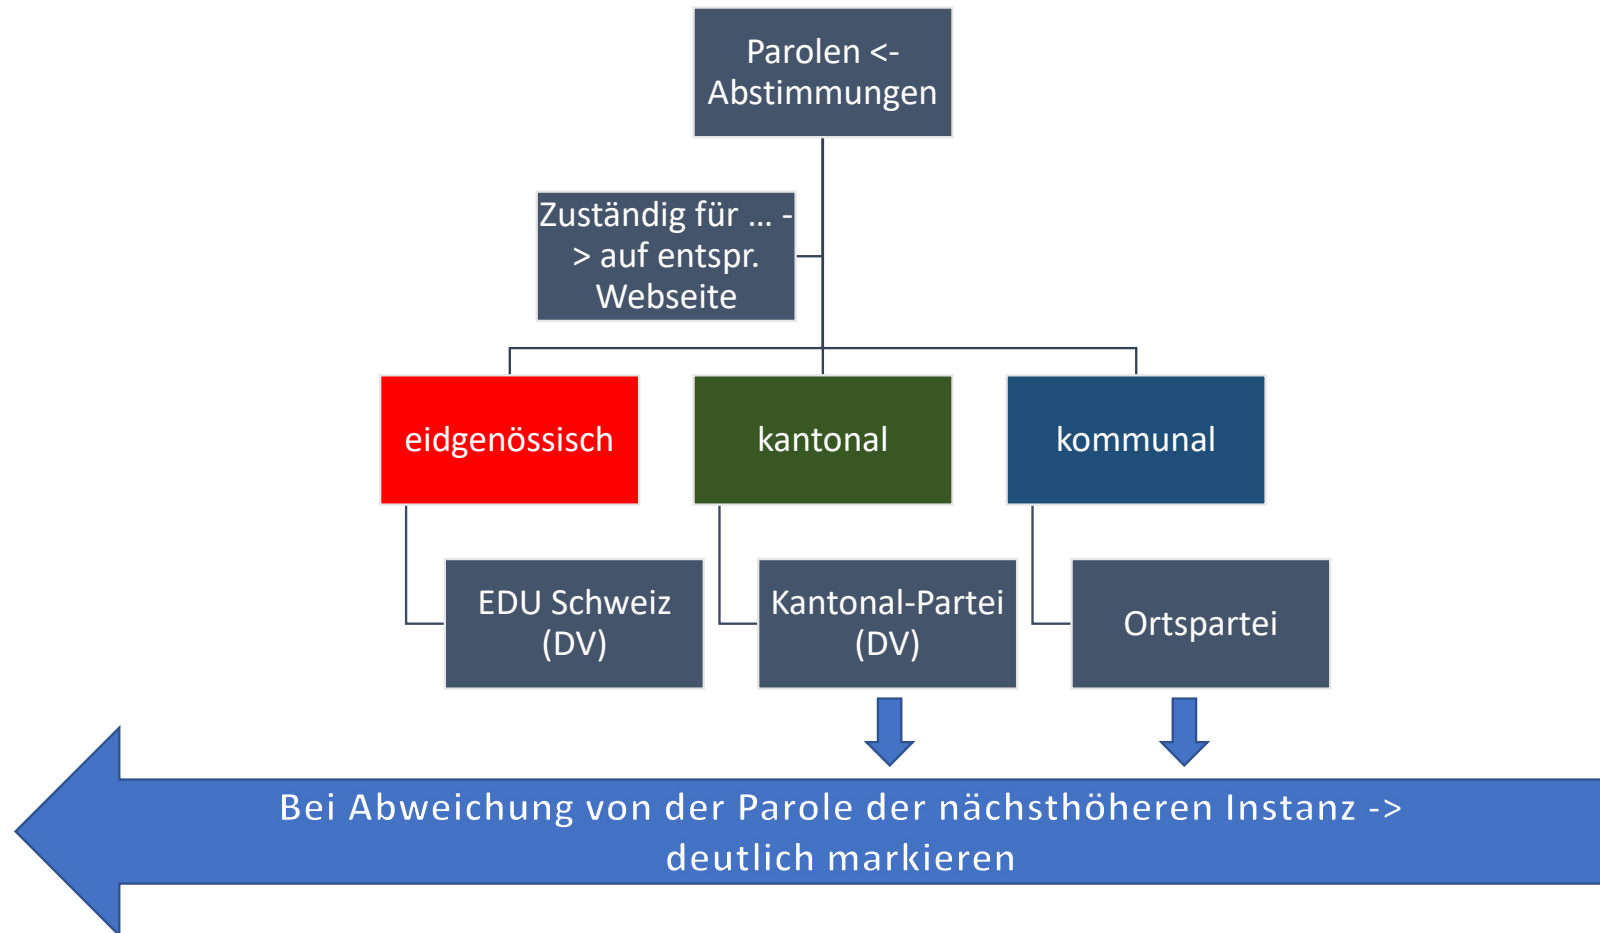 Parolen <-
Abstimmungen
Zuständig für ... -
> auf entspr.
Webseite
eidgenössisch
kantonal
kommunal
EDU Schweiz
(DV)
Kantonal-Partei
(DV)
Ortspartei
Bei Abweichung von der Parole der nächsthöheren Instanz ->
deutlich markieren